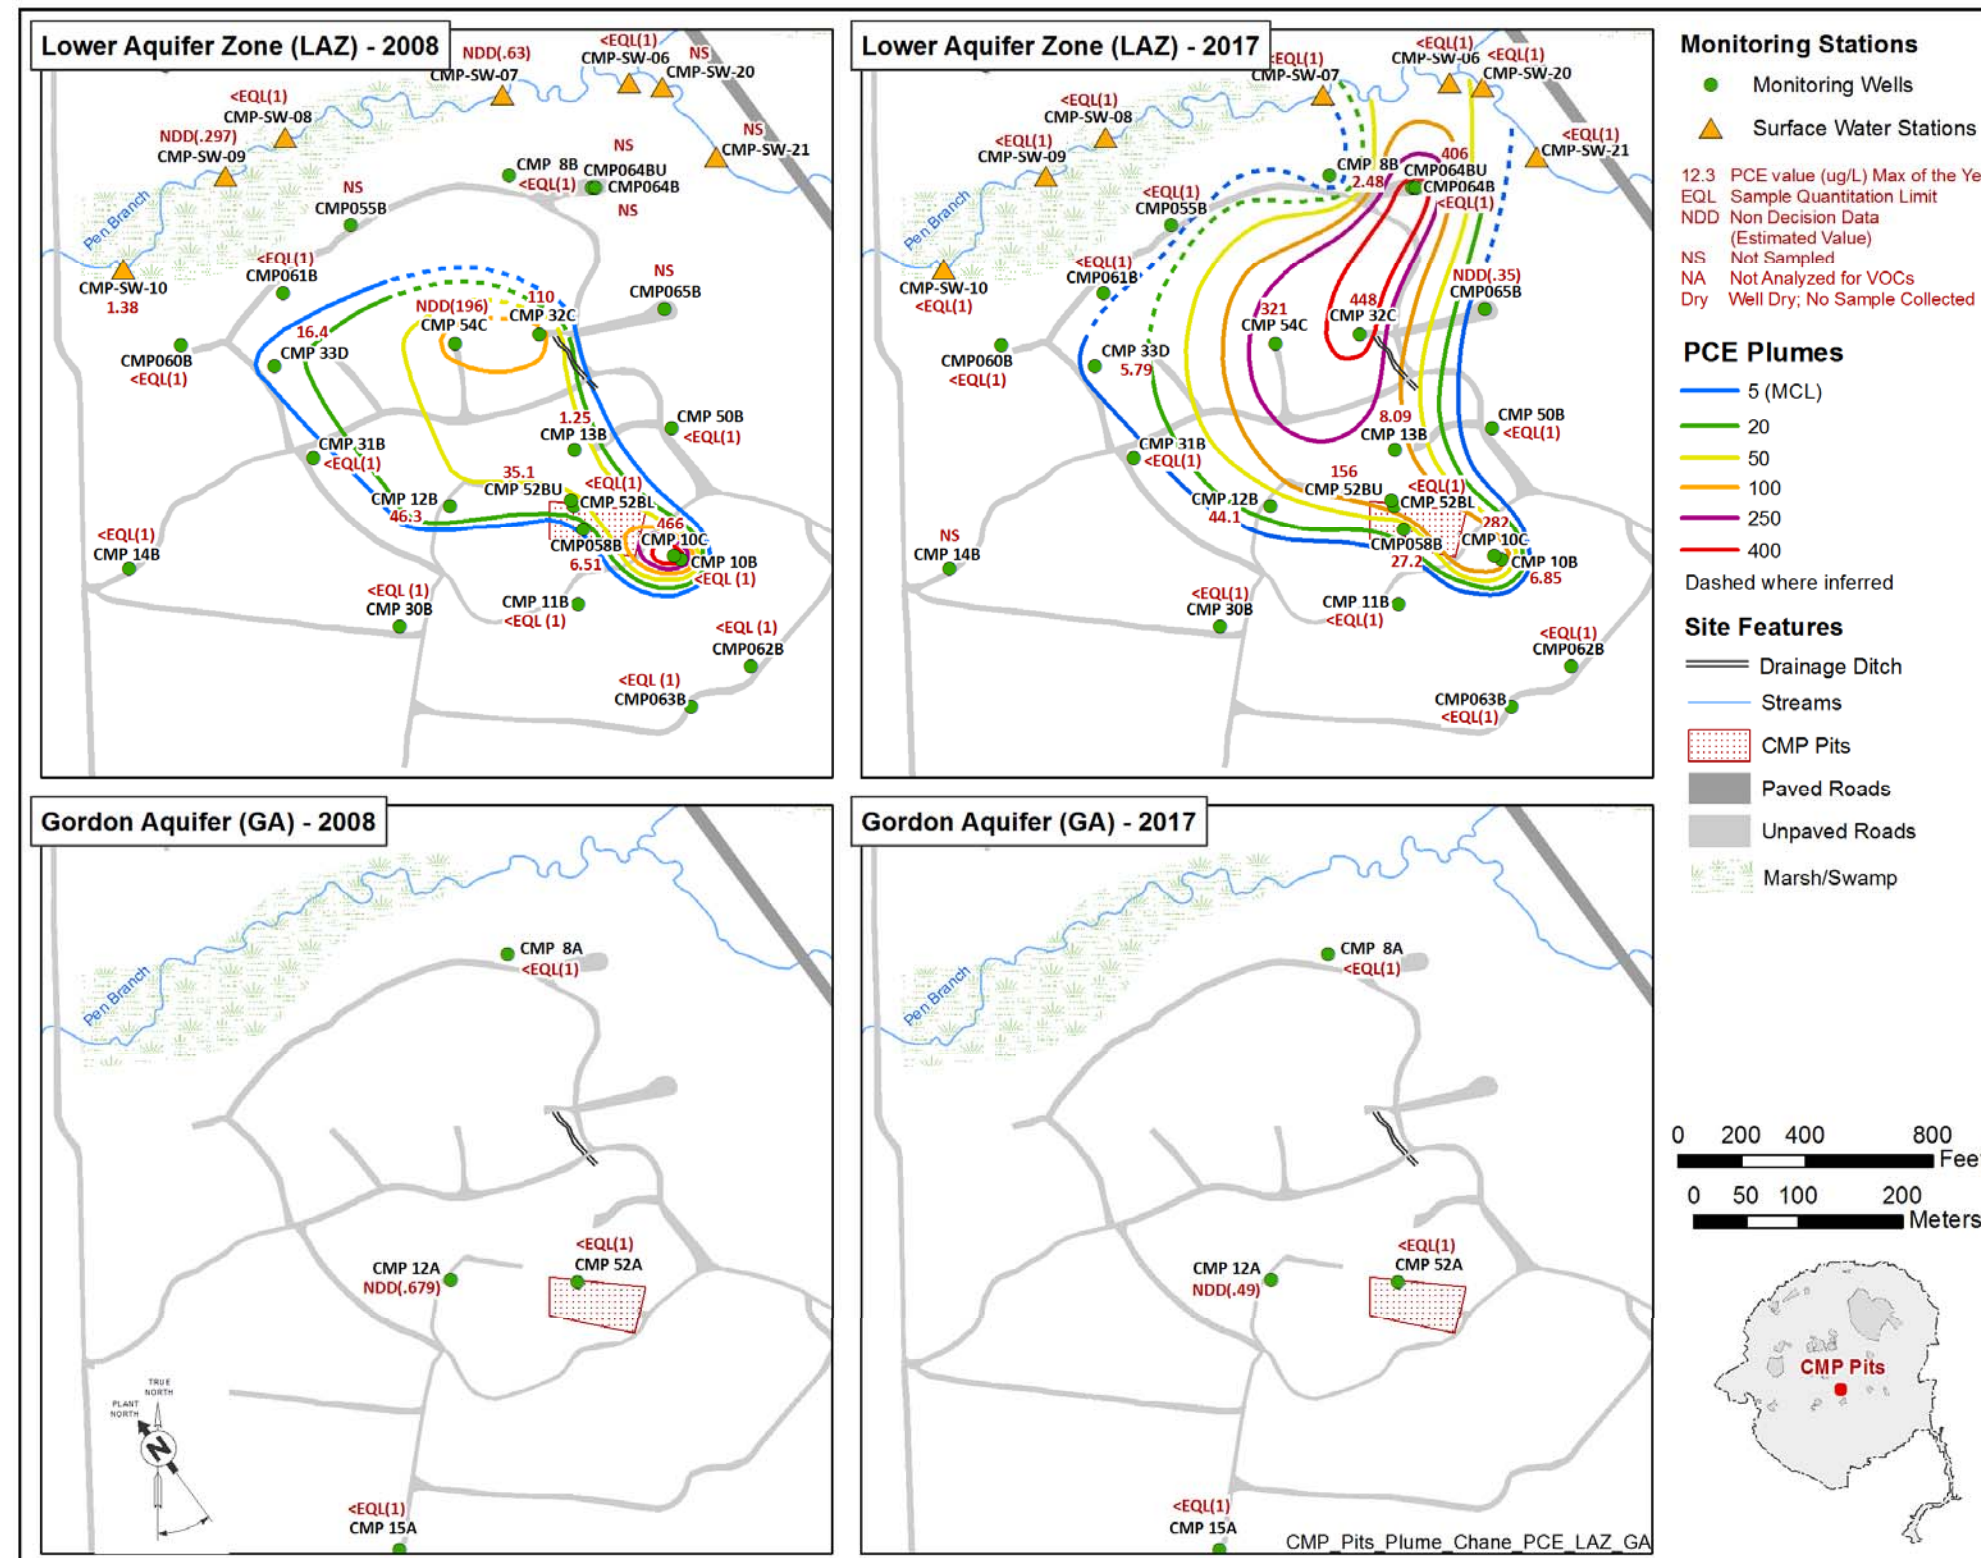 Lower Aquifer Zone (LAZ) - 2008
NDD(.63)
CMP-SW-07
<EQL(1)
CMP-SW-06
NS
CMP-SW-20
<EQL(1)
CMP-SW-08
NDD(.297)
CMP-SW-09
NS
CMP-SW-21
NS
CMP 8B
<EQL(1)
CMP064BU
CMP064B
NS
NS
CMP055B
Pen Branch
<EQL(1)
CMP061B
CMP-SW-10
1.38
NS
CMP065B
NDD(196)
CMP 54C
110
CMP 32C
16.4
CMP 33D
CMP060B
<EQL(1)
1.25
CMP 13B
CMP 50B
<EQL(1)
CMP 31B
<EQL(1)
35.1
CMP 52BU
<EQL(1)
CMP 52BL
CMP 12B
46.3
466
CMP 10C
CMP058B
6.51
CMP 10B
<EQL (1)
<EQL(1)
CMP 14B
<EQL (1)
CMP 30B
CMP 11B
<EQL (1)
<EQL (1)
CMP062B
<EQL (1)
CMP063B
Lower Aquifer Zone (LAZ) - 2017
<EQL(1)
CMP-SW-07
<EQL(1)
CMP-SW-06
<EQL(1)
CMP-SW-20
<EQL(1)
CMP-SW-08
<EQL(1)
CMP-SW-09
<EQL(1)
CMP-SW-21
CMP 8B
2.48
406
CMP064BU
CMP064B
<EQL(1)
<EQL(1)
CMP055B
Pen Branch
<EQL(1)
CMP061B
CMP-SW-10
<EQL(1)
NDD(.35)
CMP065B
321
CMP 54C
448
CMP 32C
CMP 33D
5.79
CMP060B
<EQL(1)
8.09
CMP 13B
CMP 50B
<EQL(1)
CMP 31B
<EQL(1)
156
CMP 52BU
<EQL(1)
CMP 52BL
CMP 12B
44.1
282
CMP 10C
CMP058B
27.2
CMP 10B
6.85
NS
CMP 14B
<EQL(1)
CMP 30B
CMP 11B
<EQL(1)
<EQL(1)
CMP062B
CMP063B
<EQL(1)
Gordon Aquifer (GA) - 2008
CMP 8A
<EQL(1)
Pen Branch
CMP 12A
NDD(.679)
<EQL(1)
CMP 52A
TRUE
NORTH
PLANT
NORTH
N
<EQL(1)
CMP 15A
Gordon Aquifer (GA) - 2017
CMP 8A
<EQL(1)
Pen Branch
CMP 12A
NDD(.49)
<EQL(1)
CMP 52A
<EQL(1)
CMP 15A
CMP_Pits_Plume_Chane_PCE_LAZ_GA
Monitoring Stations
Monitoring Wells
Surface Water Stations
12.3 PCE value (ug/L) Max of the Ye
EQL Sample Quantitation Limit
NDD Non Decision Data
(Estimated Value)
NS Not Sampled
NA Not Analyzed for VOCs
Dry Well Dry; No Sample Collected
PCE Plumes
5 (MCL)
20
50
100
250
400
Dashed where inferred
Site Features
Drainage Ditch
Streams
CMP Pits
Paved Roads
Unpaved Roads
Marsh/Swamp
0 200 400 800
Feet
0 50 100 200
Meters
CMP Pits